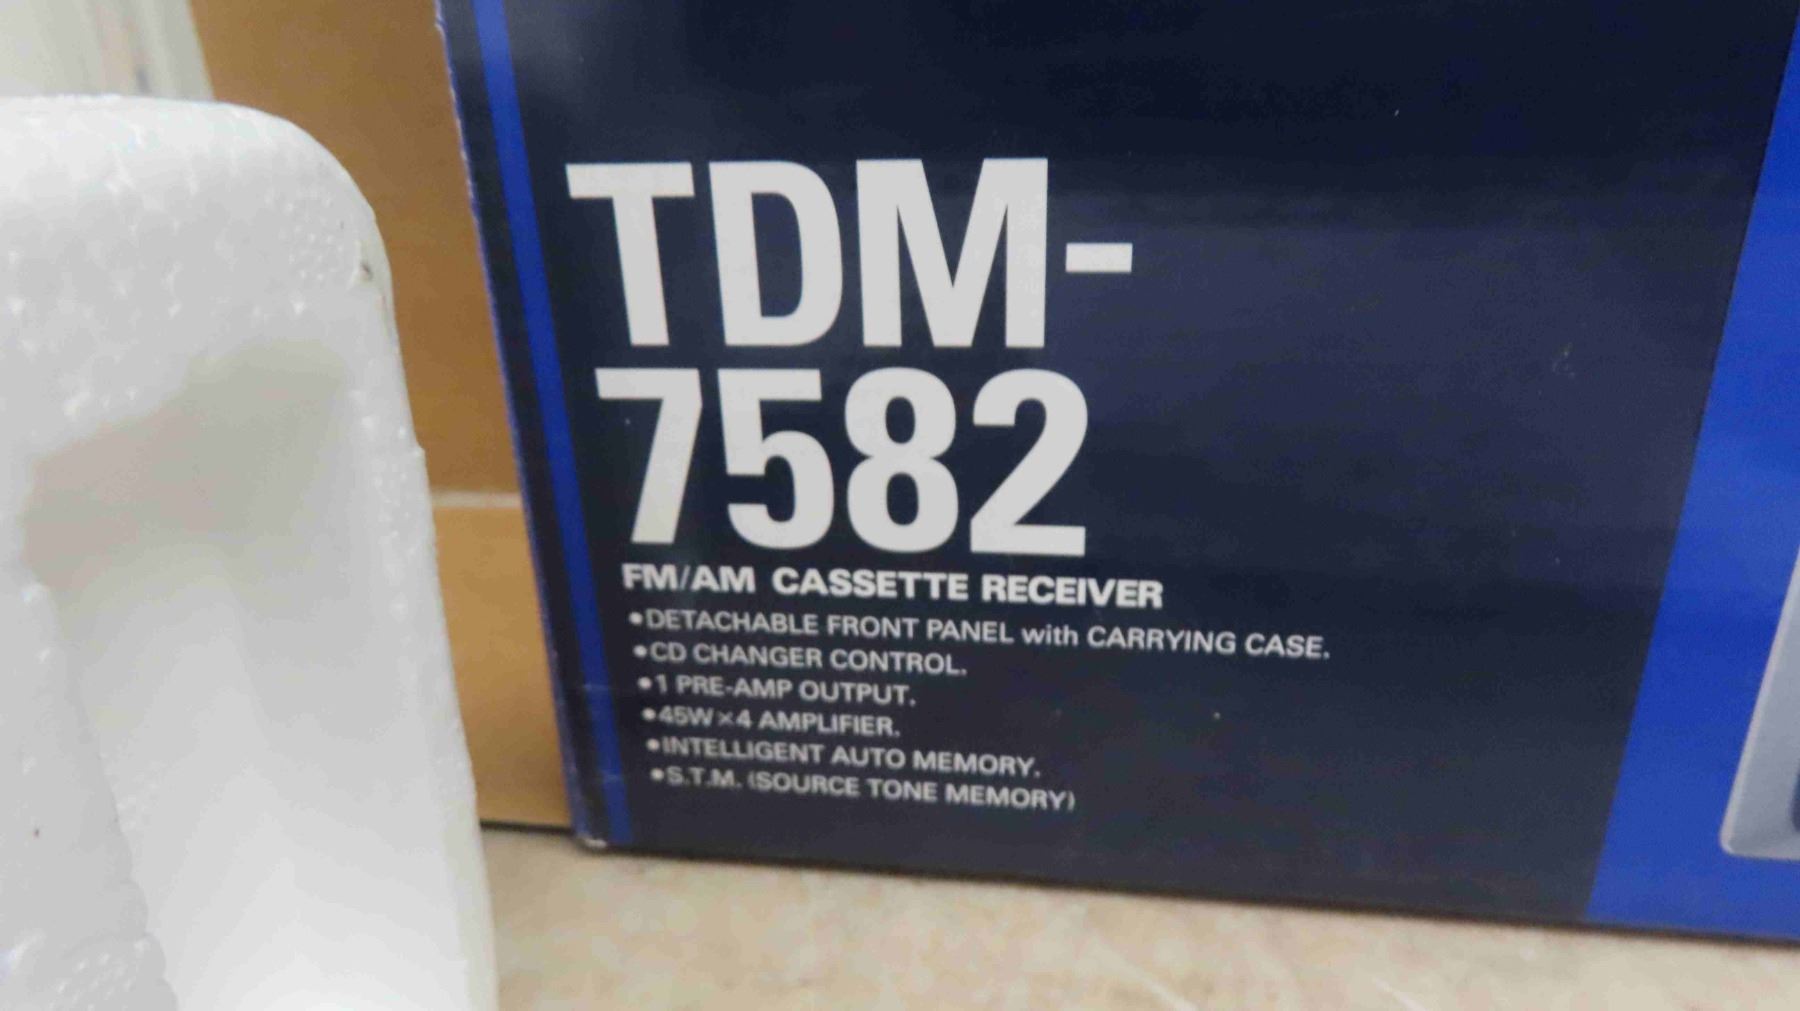 TDM-
7582
FM/AM CASSETTE RECEIVER
•DETACHABLE FRONT PANEL with CARRYING CASE.
•CD CHANGER CONTROL.
•1 PRE-AMP OUTPUT.
•45W×4 AMPLIFIER.
•INTELLIGENT AUTO MEMORY.
•S.T.M. (SOURCE TONE MEMORY)